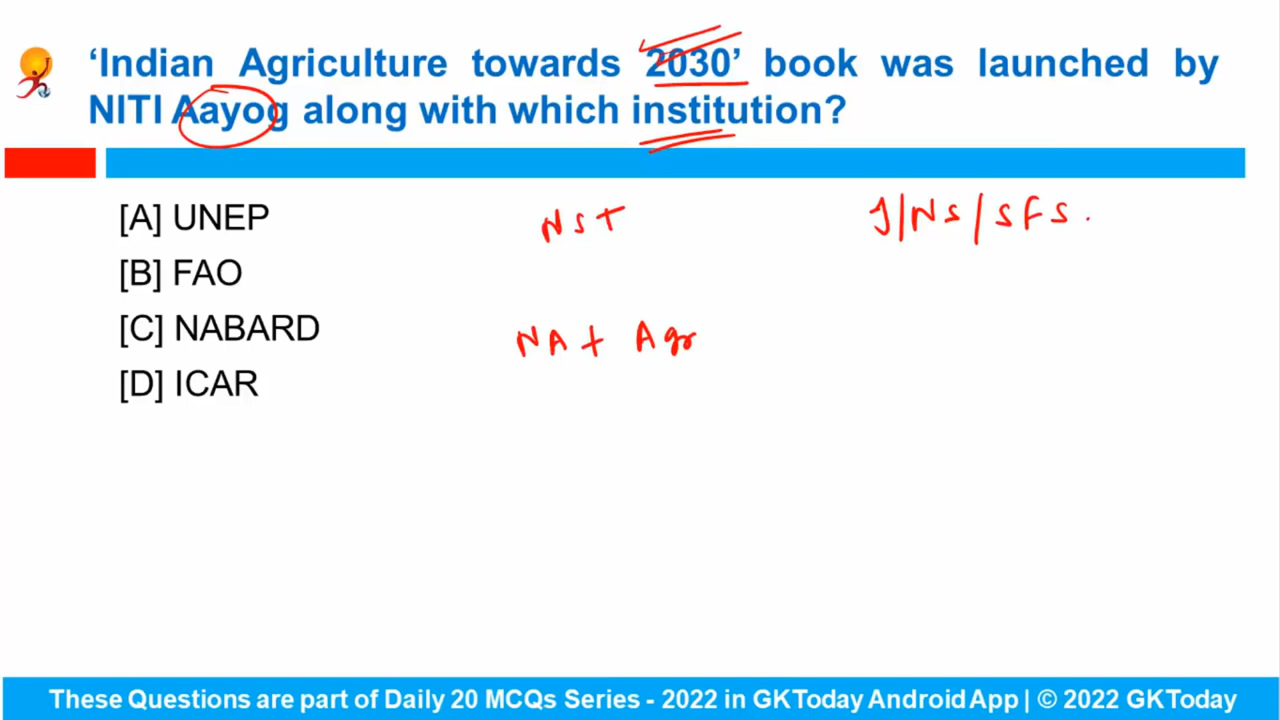 ‘Indian Agriculture towards 2030’ book was launched by
NITI Aayog along with which institution?
[A] UNEP
NS+
J/NS/SFS.
[B] FAO
[C] NABARD
NA + Agr
[D] ICAR
These Questions are part of Daily 20 MCQs Series - 2022 in GKToday Android App | © 2022 GKToday